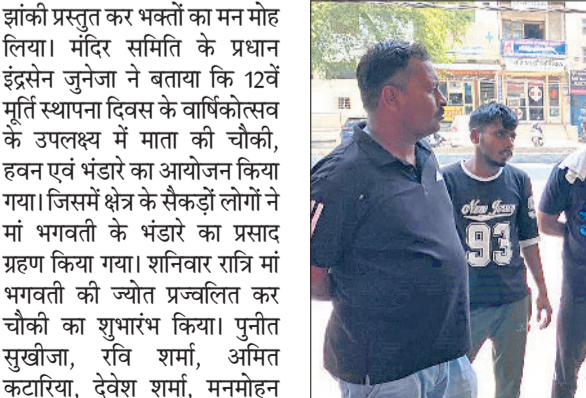 झांकी प्रस्तुत कर भक्तों का मन मोह
लिया। मंदिर समिति के प्रधान
इंद्रसेन जुनेजा ने बताया कि 12वें
मूर्ति स्थापना दिवस के वार्षिकोत्सव
के उपलक्ष्य में माता की चौकी,
हवन एवं भंडारे का आयोजन किया
गया। जिसमें क्षेत्र के सैकड़ों लोगों ने
मां भगवती के भंडारे का प्रसाद
ग्रहण किया गया। शनिवार रात्रि मां
भगवती की ज्योत प्रज्वलित कर
चौकी का शुभारंभ किया। पुनीत
सुखीजा, रवि शर्मा, अमित
कटारिया, देवेश शर्मा, मनमोहन
New Jersey
93